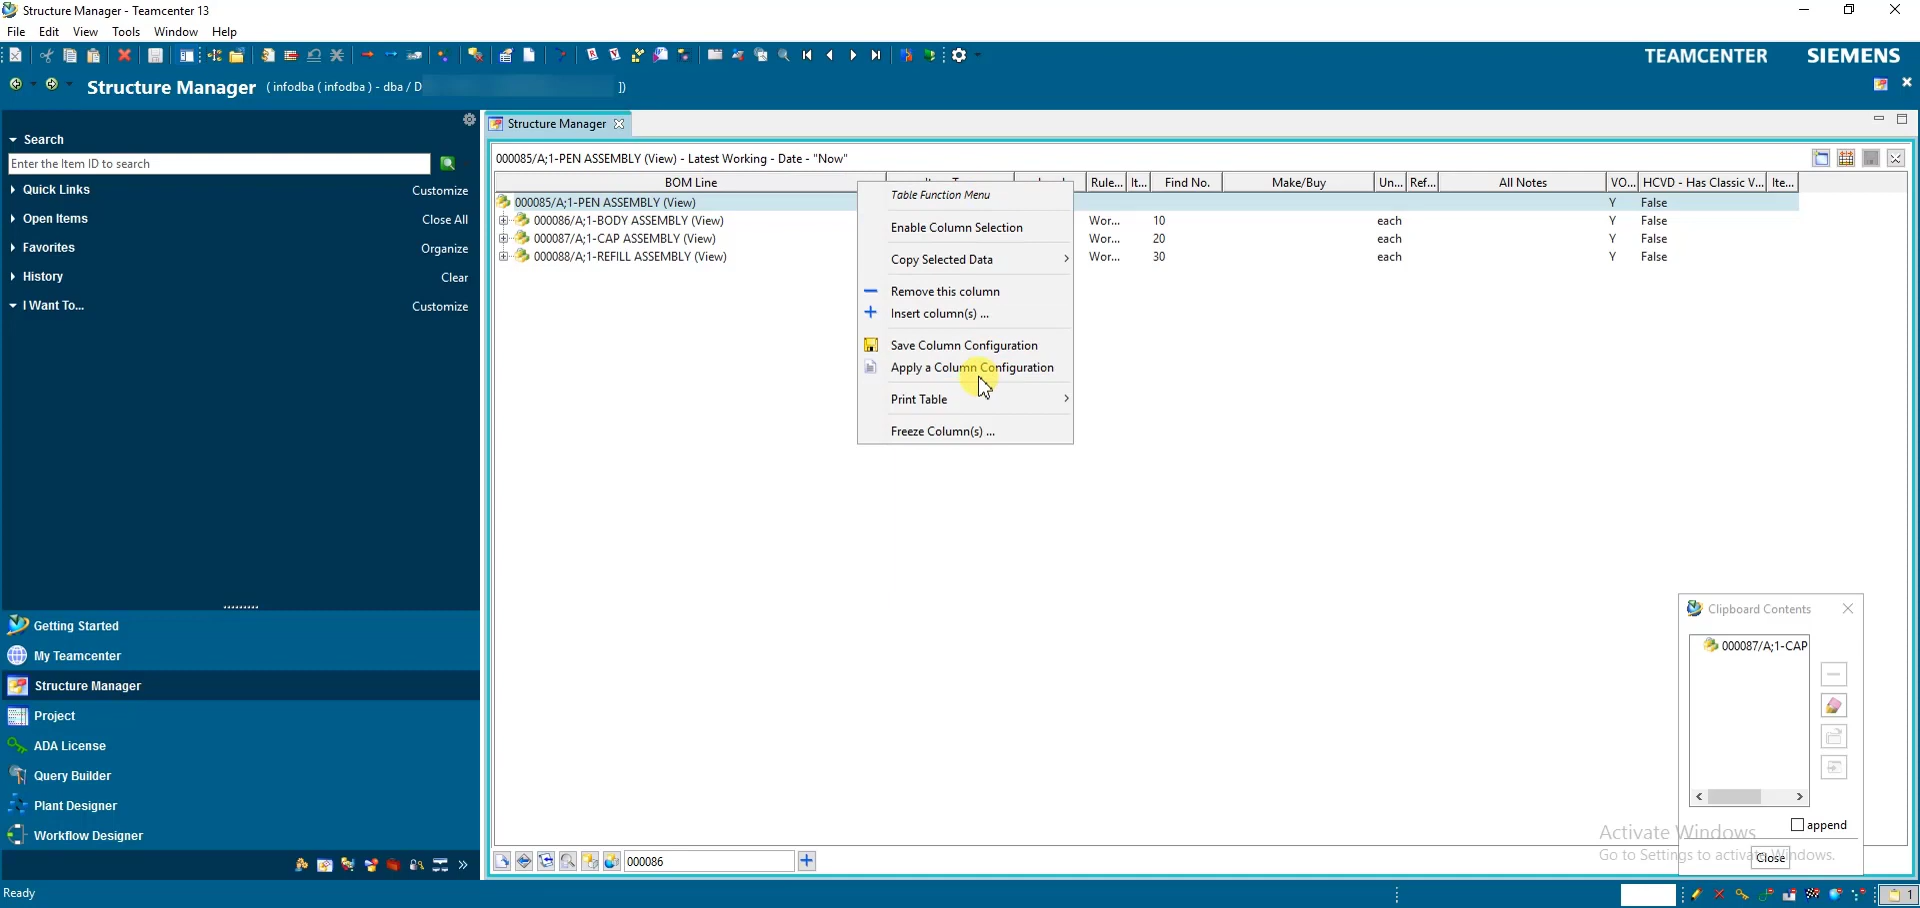 Structure Manager - Teamcenter 13
File Edit View Tools Window Help
TEAMCENTER SIEMENS
Structure Manager ( infodba ( infodba ) - dba / D ])
Search
Enter the Item ID to search
Quick Links Customize
Open Items Close All
Favorites Organize
History Clear
I Want To... Customize
Getting Started
My Teamcenter
Structure Manager
Project
ADA License
Query Builder
Plant Designer
Workflow Designer
Ready
Structure Manager
000085/A;1-PEN ASSEMBLY (View) - Latest Working - Date - "Now"
BOM Line Rule... It... Find No. Make/Buy Un... Ref... All Notes VO... HCVD - Has Classic V... Ite...
000085/A;1-PEN ASSEMBLY (View) Y False
000086/A;1-BODY ASSEMBLY (View) Wor... 10 each Y False
000087/A;1-CAP ASSEMBLY (View) Wor... 20 each Y False
000088/A;1-REFILL ASSEMBLY (View) Wor... 30 each Y False
Table Function Menu
Enable Column Selection
Copy Selected Data
Remove this column
Insert column(s) ...
Save Column Configuration
Apply a Column Configuration
Print Table
Freeze Column(s) ...
Clipboard Contents
000087/A;1-CAP
append
Close
Activate Windows
Go to Settings to activate Windows.
000086
1